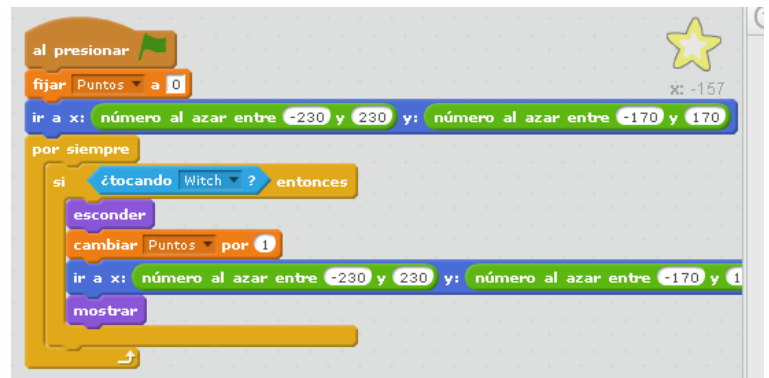 al presionar
fijar Puntos a 0
x: -157
ir a x: número al azar entre -230 y 230 y: número al azar entre -170 y 170
por siempre
si ¿tocando Witch ? entonces
esconder
cambiar Puntos por 1
ir a x: número al azar entre -230 y 230 y: número al azar entre -170 y 1
mostrar